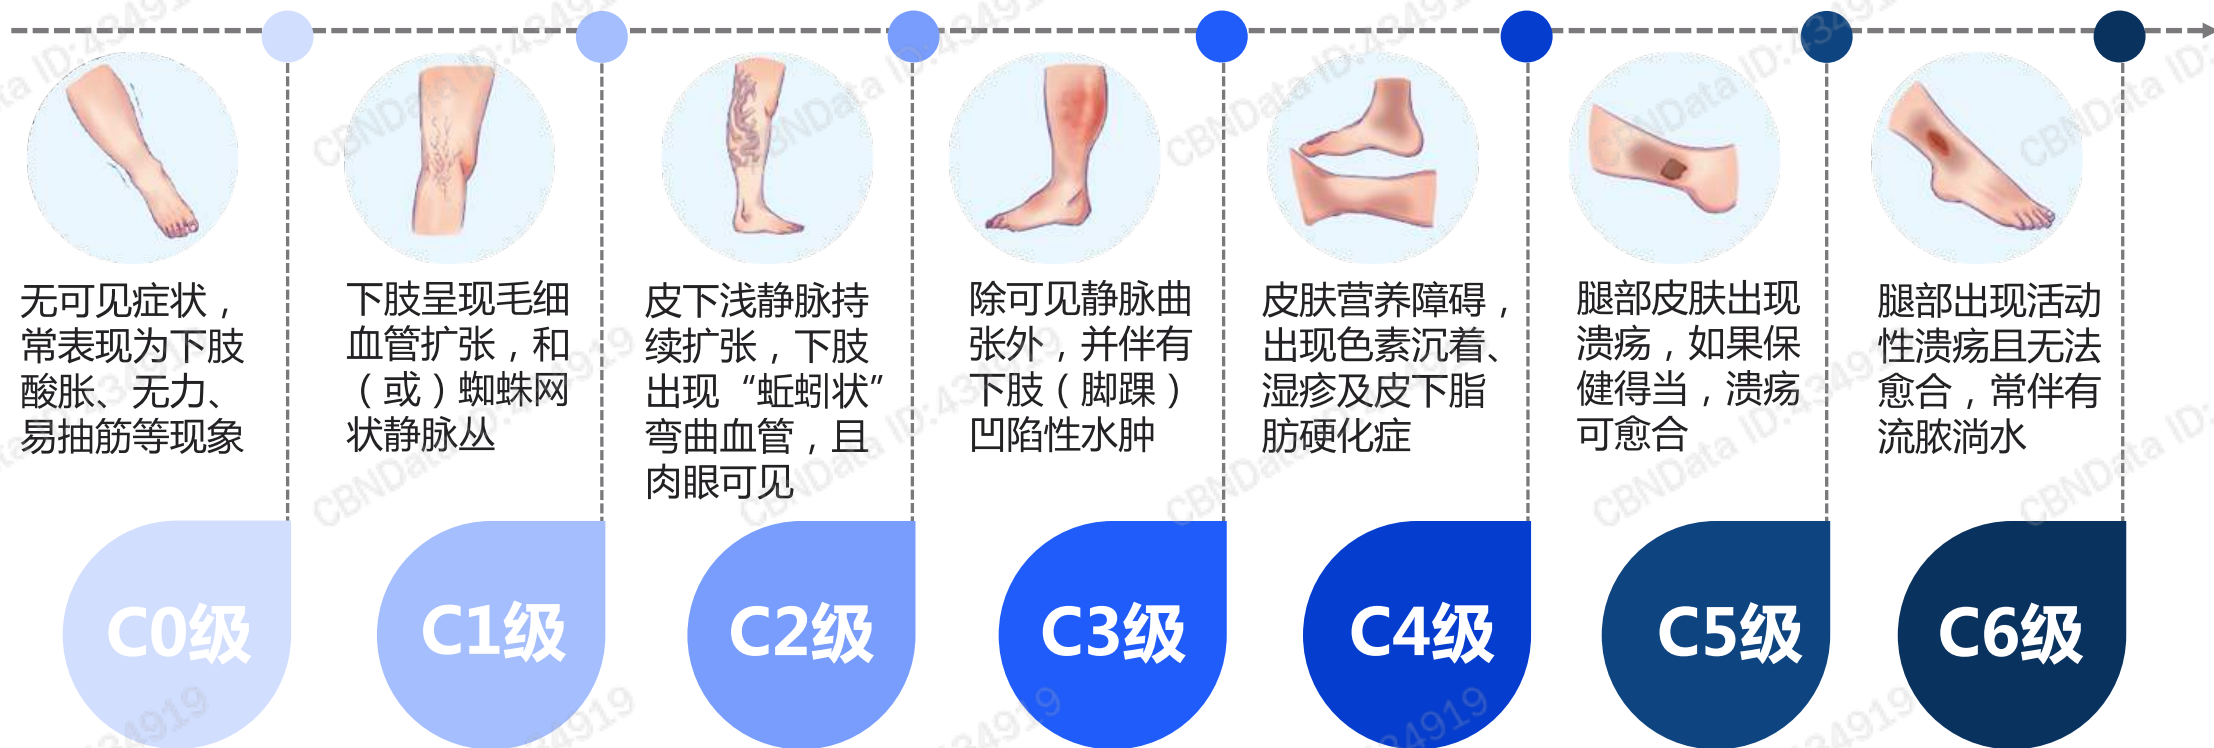 无可见症状，
常表现为下肢
酸胀、无力、
易抽筋等现象
下肢呈现毛细
血管扩张，和
（或）蜘蛛网
状静脉丛
皮下浅静脉持
续扩张，下肢
出现“蚯蚓状”
弯曲血管，且
肉眼可见
除可见静脉曲
张外，并伴有
下肢（脚踝）
凹陷性水肿
皮肤营养障碍，
出现色素沉着、
湿疹及皮下脂
肪硬化症
腿部皮肤出现
溃疡，如果保
健得当，溃疡
可愈合
腿部出现活动
性溃疡且无法
愈合，常伴有
流脓淌水
C0级
C1级
C2级
C3级
C4级
C5级
C6级
CBNData ID:434919